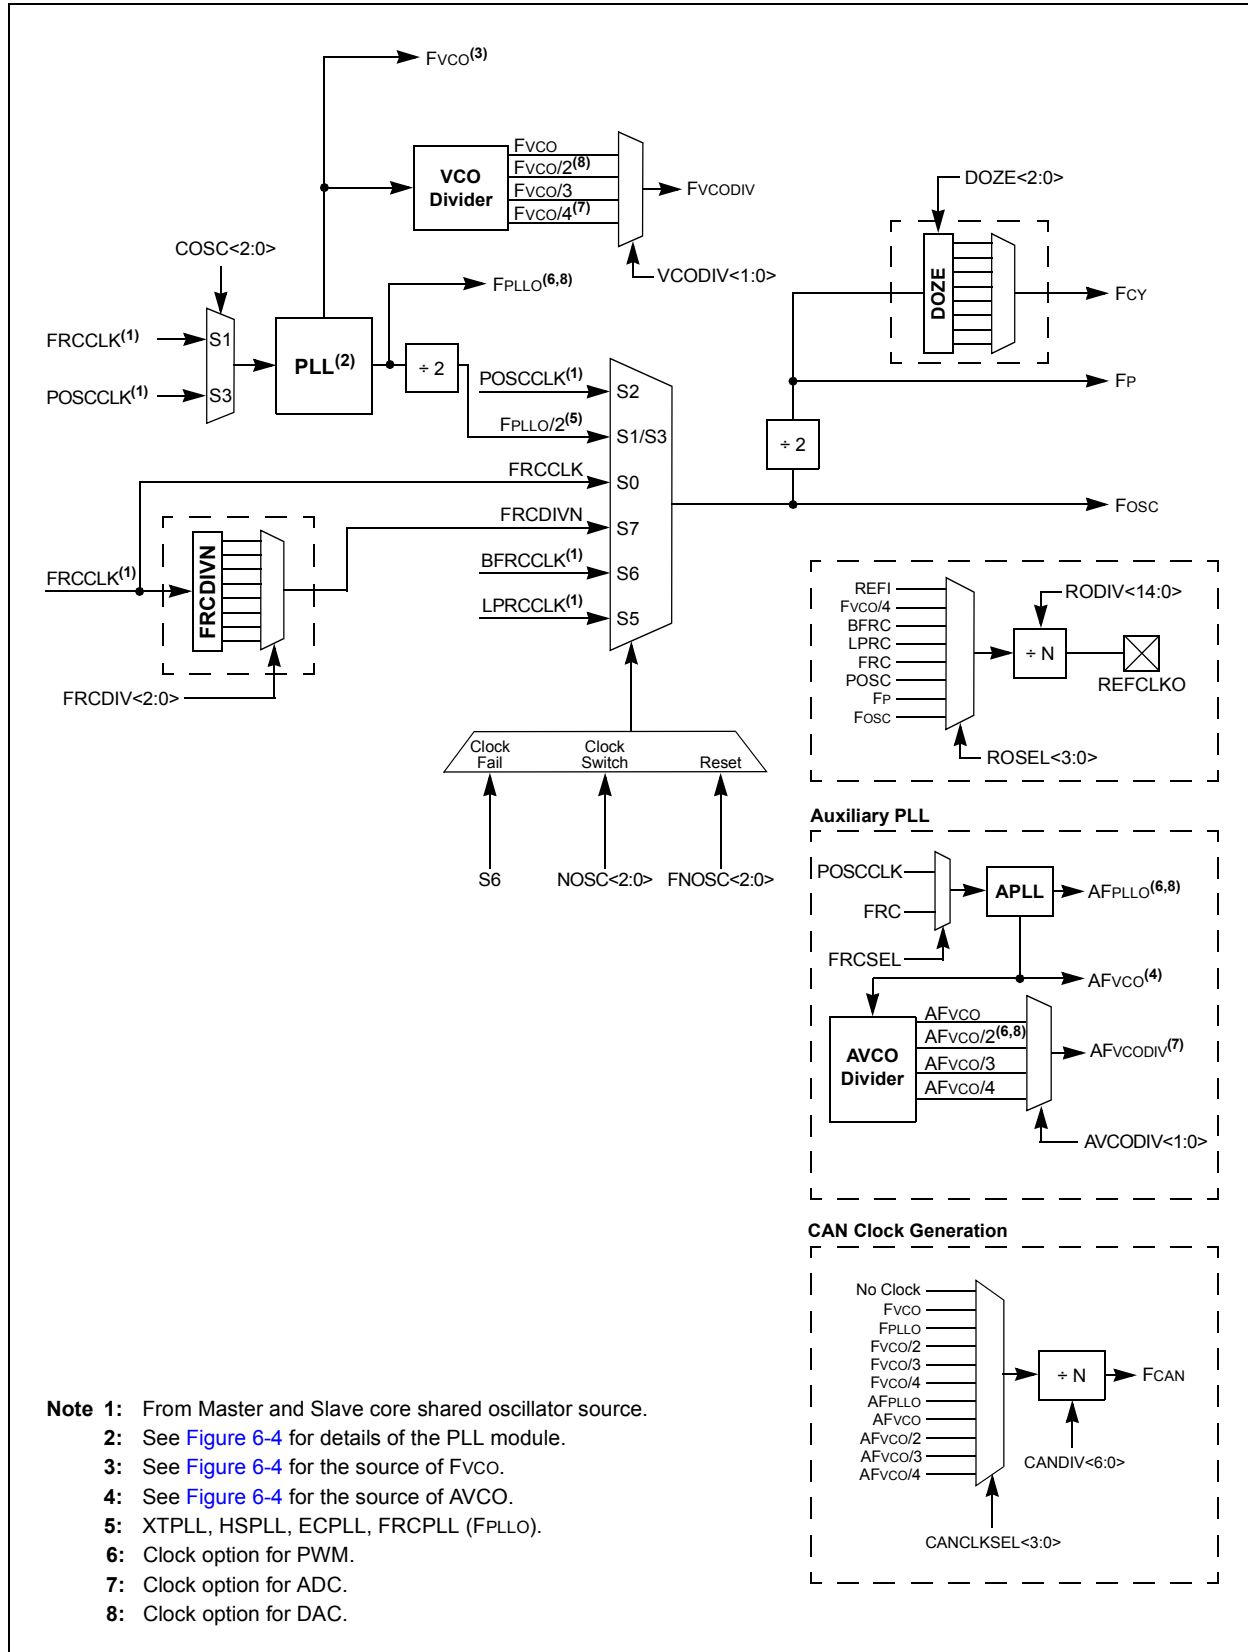 FVCO(3)
FVCO
FVCO/2(8)
FVCO/3
FVCO/4(7)
VCO
Divider
FVCODIV
VCODIV<1:0>
COSC<2:0>
FPLLO(6,8)
FRCCLK(1)
S1
POSCCLK(1)
S3
PLL(2)
÷ 2
POSCCLK(1)
S2
FPLLO/2(5)
S1/S3
FRCCLK
S0
FRCDIVN
S7
BFRCCLK(1)
S6
LPRCCLK(1)
S5
FRCCLK(1)
FRCDIVN
FRCDIV<2:0>
DOZE<2:0>
DOZE
FCY
FP
÷ 2
FOSC
Clock
Fail
Clock
Switch
Reset
S6
NOSC<2:0>
FNOSC<2:0>
REFI
FVCO/4
BFRC
LPRC
FRC
POSC
FP
FOSC
RODIV<14:0>
÷ N
REFCLKO
ROSEL<3:0>
Auxiliary PLL
POSCCLK
FRC
FRCSEL
APLL
AFPLLO(6,8)
AFVCO(4)
AVCO
Divider
AFVCO
AFVCO/2(6,8)
AFVCO/3
AFVCO/4
AFVCODIV(7)
AVCODIV<1:0>
CAN Clock Generation
No Clock
FVCO
FPLLO
FVCO/2
FVCO/3
FVCO/4
AFPLLO
AFVCO
AFVCO/2
AFVCO/3
AFVCO/4
÷ N
FCAN
CANDIV<6:0>
CANCLKSEL<3:0>
Note 1: From Master and Slave core shared oscillator source.
2: See Figure 6-4 for details of the PLL module.
3: See Figure 6-4 for the source of FVCO.
4: See Figure 6-4 for the source of AVCO.
5: XTPLL, HSPLL, ECPLL, FRCPLL (FPLLO).
6: Clock option for PWM.
7: Clock option for ADC.
8: Clock option for DAC.